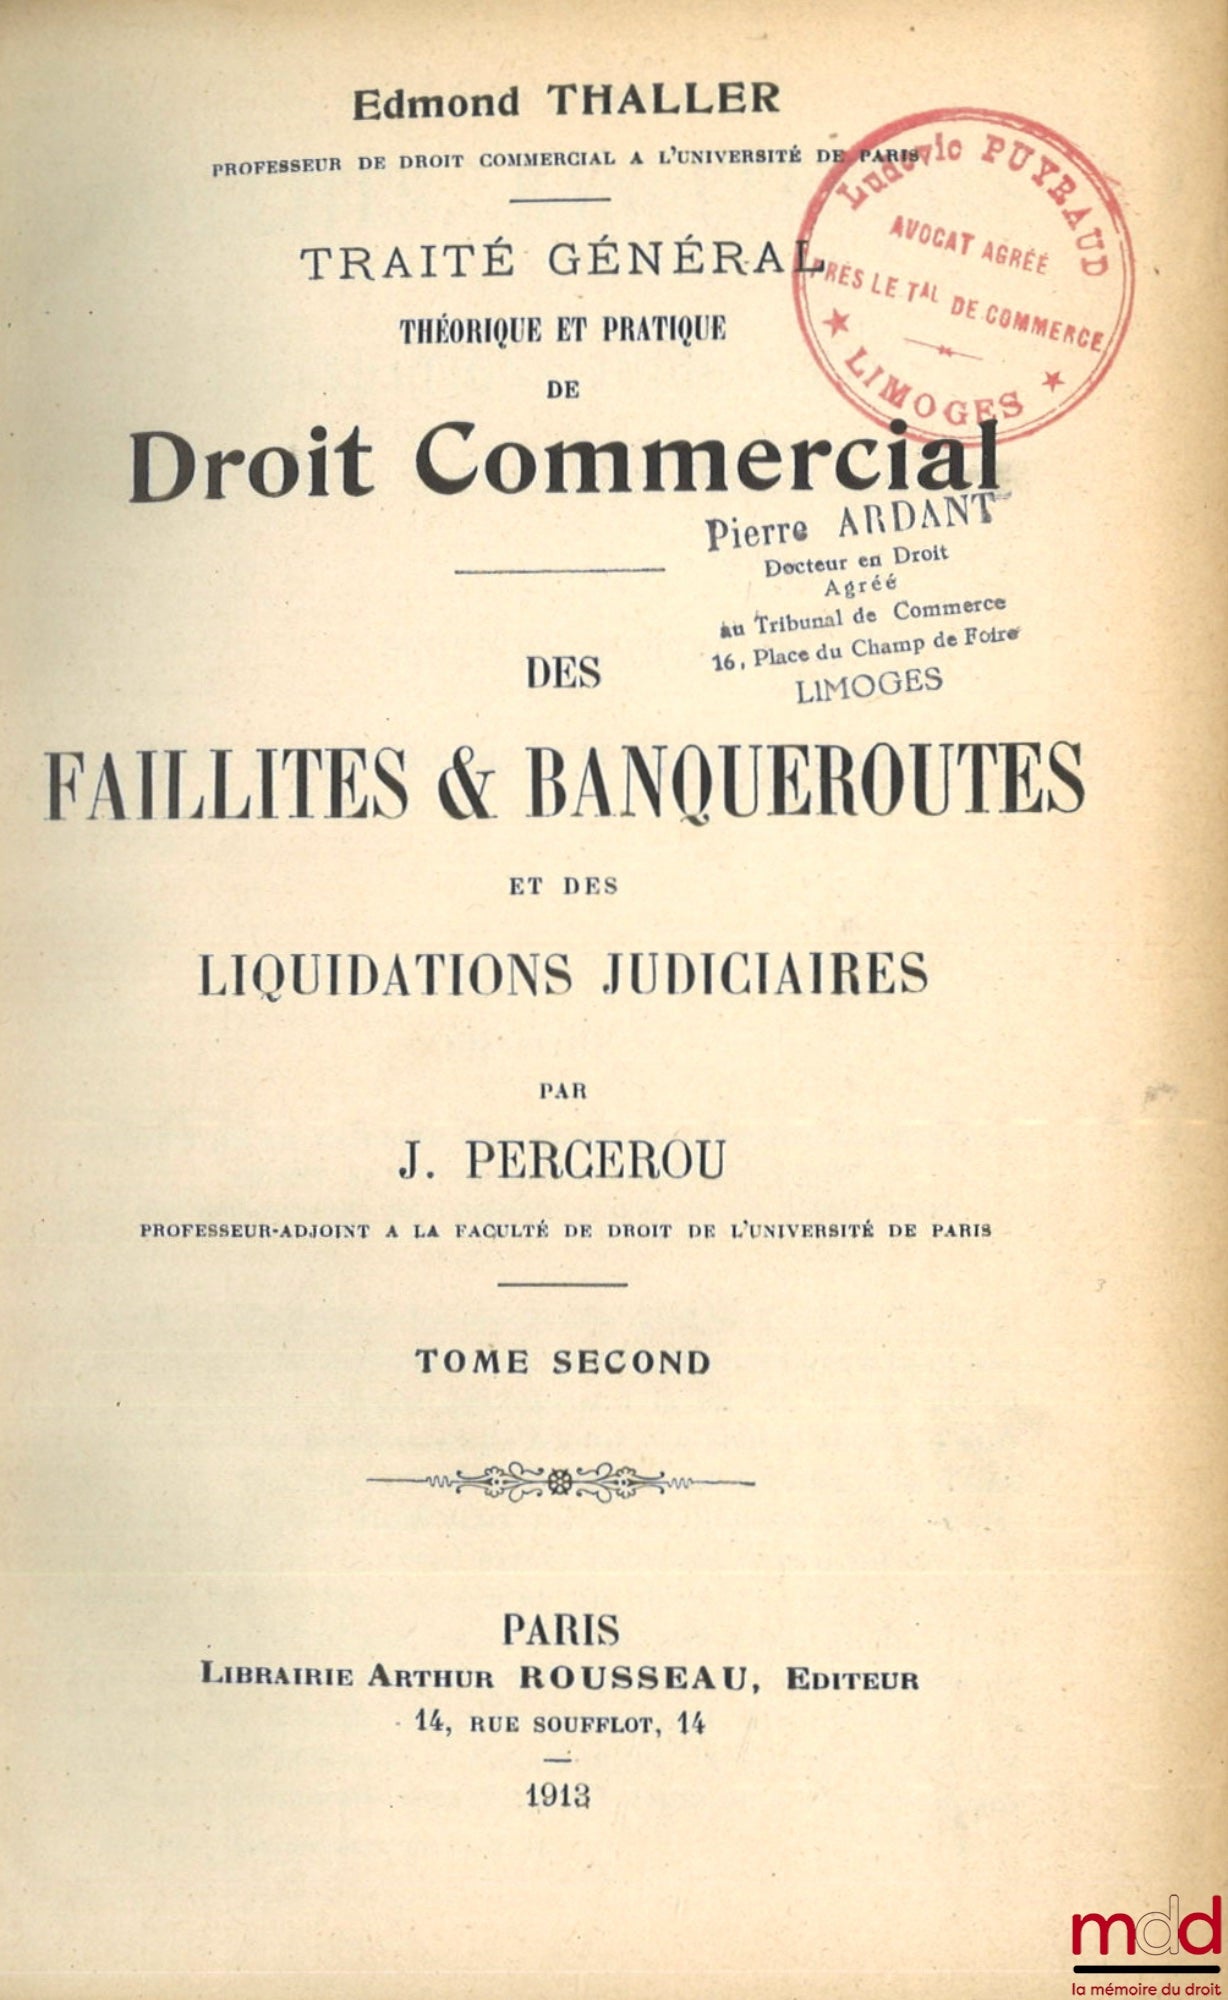 Edmond THALLER
PROFESSEUR DE DROIT COMMERCIAL A L'UNIVERSITÉ DE PARIS
TRAITÉ GÉNÉRAL
THÉORIQUE ET PRATIQUE
DE
Droit Commercial
Ludovic PUYRAUD
AVOCAT AGRÉÉ
PRÈS LE TAL DE COMMERCE
★ LIMOGES ★
Pierre ARDANT
Docteur en Droit
Agréé
au Tribunal de Commerce
16, Place du Champ de Foire
LIMOGES
DES
FAILLITES & BANQUEROUTES
ET DES
LIQUIDATIONS JUDICIAIRES
PAR
J. PERCEROU
PROFESSEUR-ADJOINT A LA FACULTÉ DE DROIT DE L'UNIVERSITÉ DE PARIS
TOME SECOND
PARIS
LIBRAIRIE ARTHUR ROUSSEAU, EDITEUR
14, RUE SOUFFLOT, 14
1913
mdd
la mémoire du droit